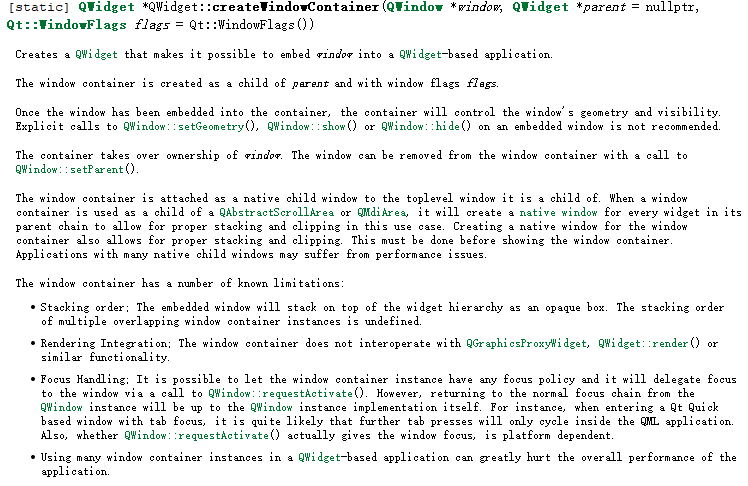 [static] QWidget *QWidget::createWindowContainer(QWindow *window, QWidget *parent = nullptr,
Qt::WindowFlags flags = Qt::WindowFlags())
Creates a QWidget that makes it possible to embed window into a QWidget-based application.
The window container is created as a child of parent and with window flags flags.
Once the window has been embedded into the container, the container will control the window's geometry and visibility.
Explicit calls to QWindow::setGeometry(), QWindow::show() or QWindow::hide() on an embedded window is not recommended.
The container takes over ownership of window. The window can be removed from the window container with a call to
QWindow::setParent().
The window container is attached as a native child window to the toplevel window it is a child of. When a window
container is used as a child of a QAbstractScrollArea or QMdiArea, it will create a native window for every widget in its
parent chain to allow for proper stacking and clipping in this use case. Creating a native window for the window
container also allows for proper stacking and clipping. This must be done before showing the window container.
Applications with many native child windows may suffer from performance issues.
The window container has a number of known limitations:
• Stacking order; The embedded window will stack on top of the widget hierarchy as an opaque box. The stacking order
of multiple overlapping window container instances is undefined.
• Rendering Integration; The window container does not interoperate with QGraphicsProxyWidget, QWidget::render() or
similar functionality.
• Focus Handling; It is possible to let the window container instance have any focus policy and it will delegate focus
to the window via a call to QWindow::requestActivate(). However, returning to the normal focus chain from the
QWindow instance will be up to the QWindow instance implementation itself. For instance, when entering a Qt Quick
based window with tab focus, it is quite likely that further tab presses will only cycle inside the QML application.
Also, whether QWindow::requestActivate() actually gives the window focus, is platform dependent.
• Using many window container instances in a QWidget-based application can greatly hurt the overall performance of the
application.